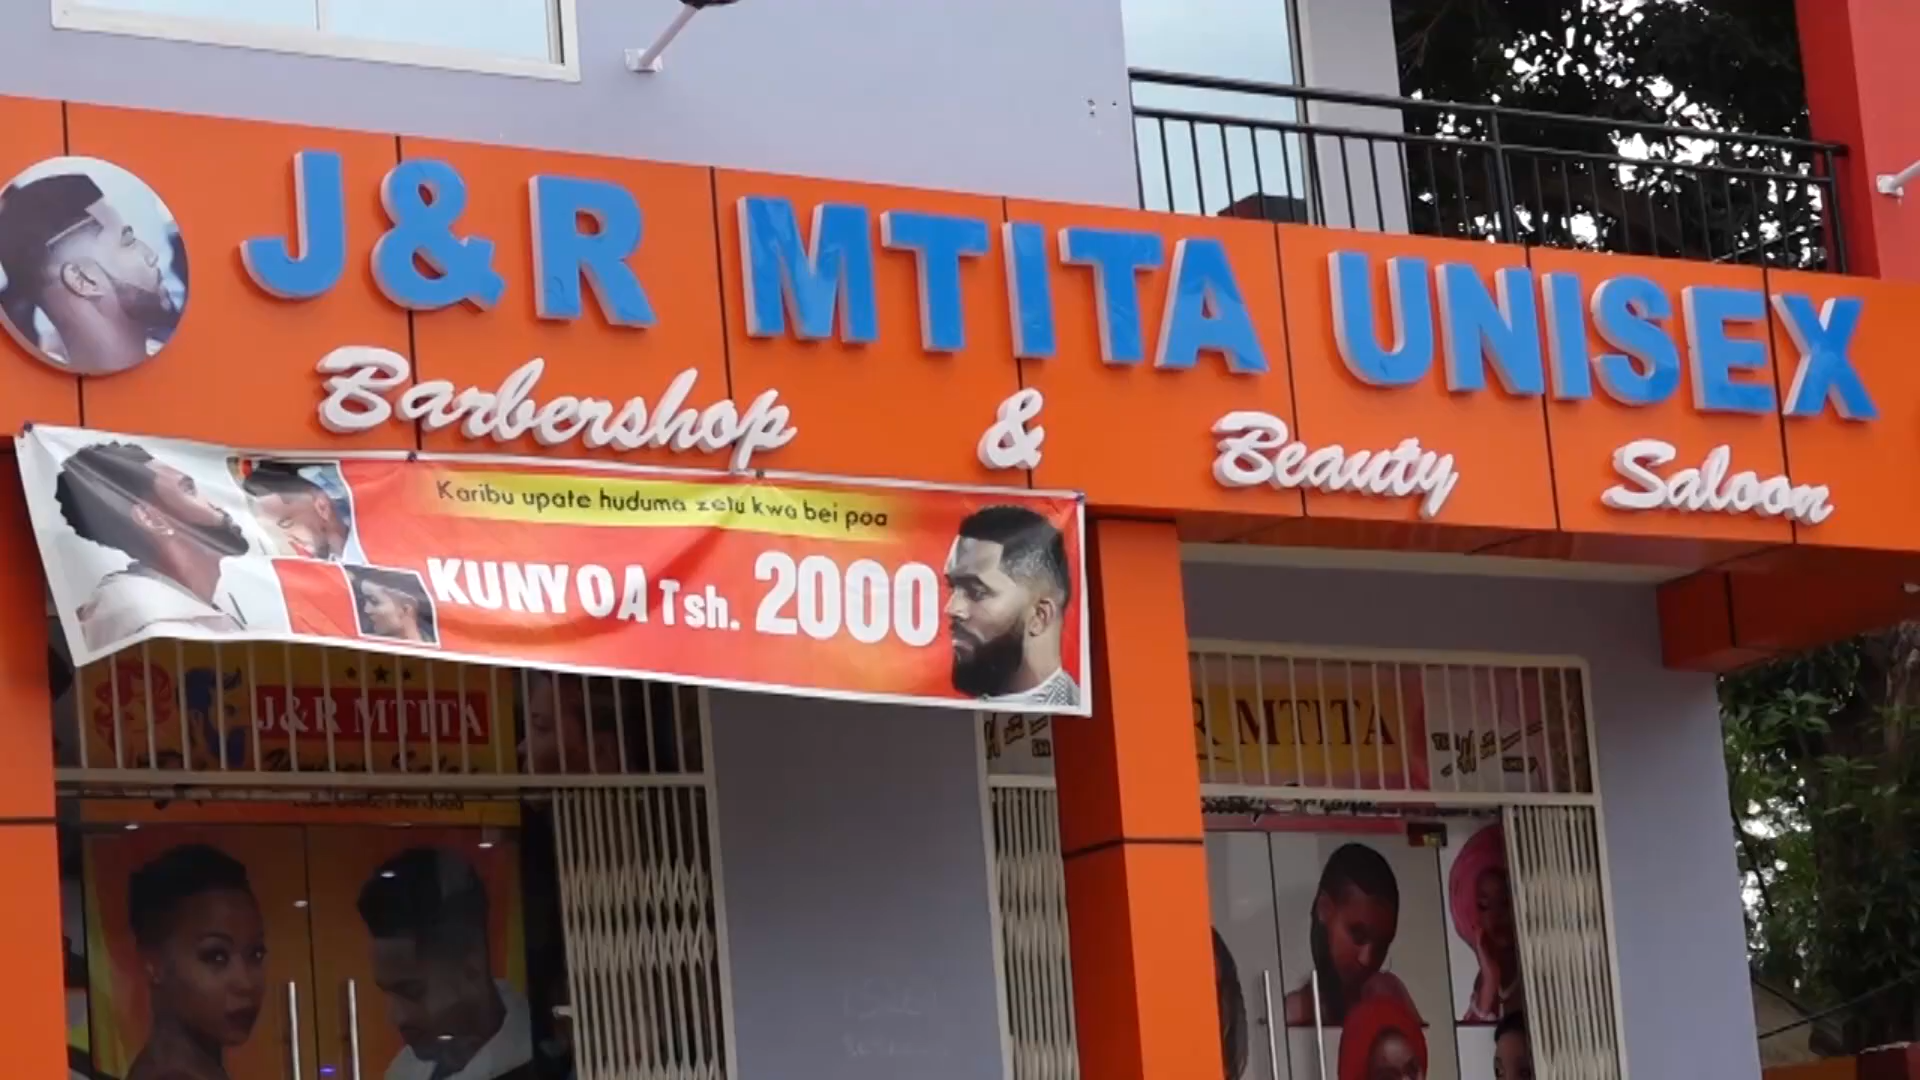 J&R MTITA UNISEX
Barbershop & Beauty Saloon
Karibu upate huduma zetu kwa bei poa
KUNYOA Tsh. 2000
J&R MTITA
R MTITA